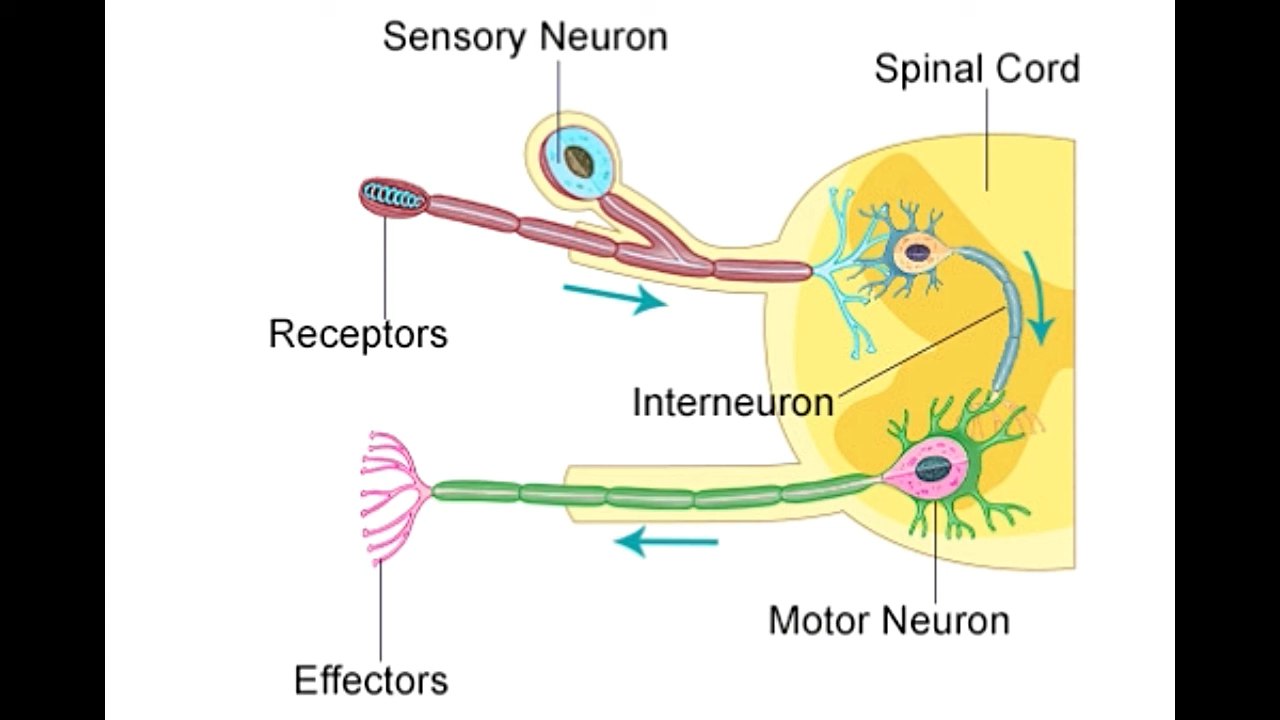 Sensory Neuron
Spinal Cord
Receptors
Interneuron
Motor Neuron
Effectors